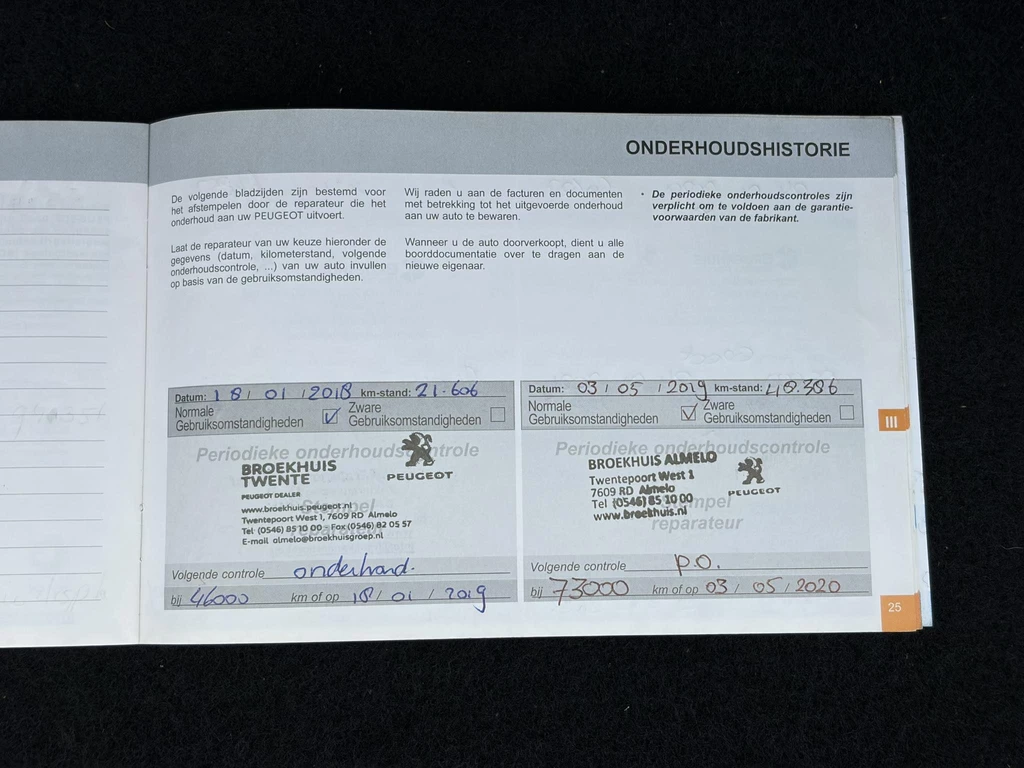 ONDERHOUDSHISTORIE
De volgende bladzijden zijn bestemd voor
het afstempelen door de reparateur die het
onderhoud aan uw PEUGEOT uitvoert.
Laat de reparateur van uw keuze hieronder de
gegevens (datum, kilometerstand, volgende
onderhoudscontrole, ...) van uw auto invullen
op basis van de gebruiksomstandigheden.
Wij raden u aan de facturen en documenten
met betrekking tot het uitgevoerde onderhoud
aan uw auto te bewaren.
Wanneer u de auto doorverkoopt, dient u alle
boorddocumentatie over te dragen aan de
nieuwe eigenaar.
• De periodieke onderhoudscontroles zijn
verplicht om te voldoen aan de garantie-
voorwaarden van de fabrikant.
Datum: 18 / 01 / 2018 km-stand: 21.606
Normale Zware
Gebruiksomstandigheden Gebruiksomstandigheden
Periodieke onderhoudscontrole
BROEKHUIS
TWENTE
PEUGEOT DEALER
PEUGEOT
www.broekhuis.peugeot.nl
Twentepoort West 1, 7609 RD Almelo
Tel (0546) 85 10 00 - Fax (0546) 82 05 57
E-mail almelo@broekhuisgroep.nl
Volgende controle onderhoud.
bij 46000 km of op 18 / 01 / 2019
Datum: 03 / 05 / 2019 km-stand: 48.386
Normale Zware
Gebruiksomstandigheden Gebruiksomstandigheden
Periodieke onderhoudscontrole
BROEKHUIS ALMELO
Twentepoort West 1
7609 RD Almelo
Tel (0546) 85 10 00
www.broekhuis.nl
PEUGEOT
reparateur
Volgende controle p.o.
bij 73000 km of op 03 / 05 / 2020
III
25